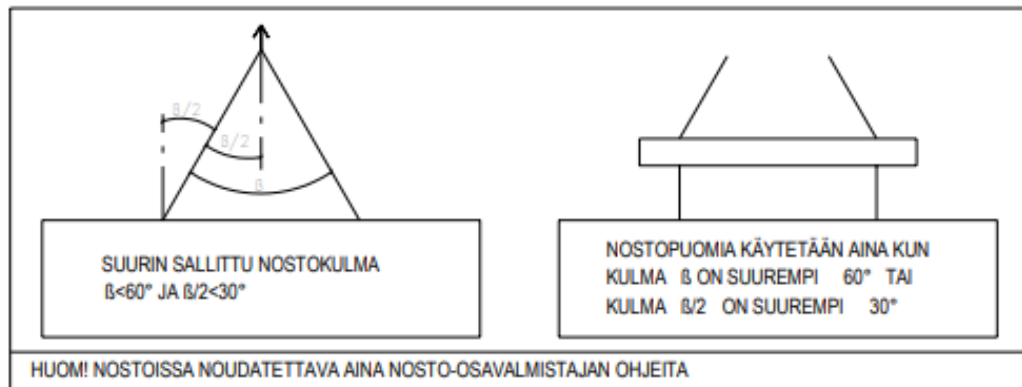 ß/2
ß/2
ß
SUURIN SALLITTU NOSTOKULMA
ß<60° JA ß/2<30°
NOSTOPUOMIA KÄYTETÄÄN AINA KUN
KULMA ß ON SUUREMPI 60° TAI
KULMA ß/2 ON SUUREMPI 30°
HUOM! NOSTOISSA NOUDATETTAVA AINA NOSTO-OSAVALMISTAJAN OHJEITA